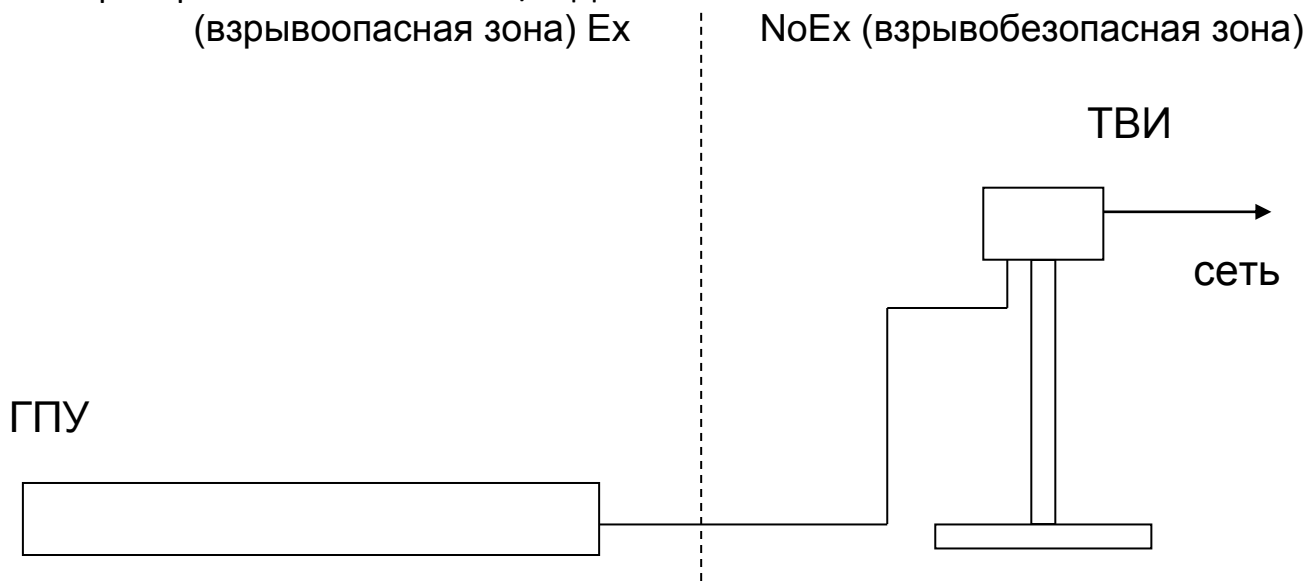 (взрывоопасная зона) Ex
NoEx (взрывобезопасная зона)
ТВИ
сеть
ГПУ